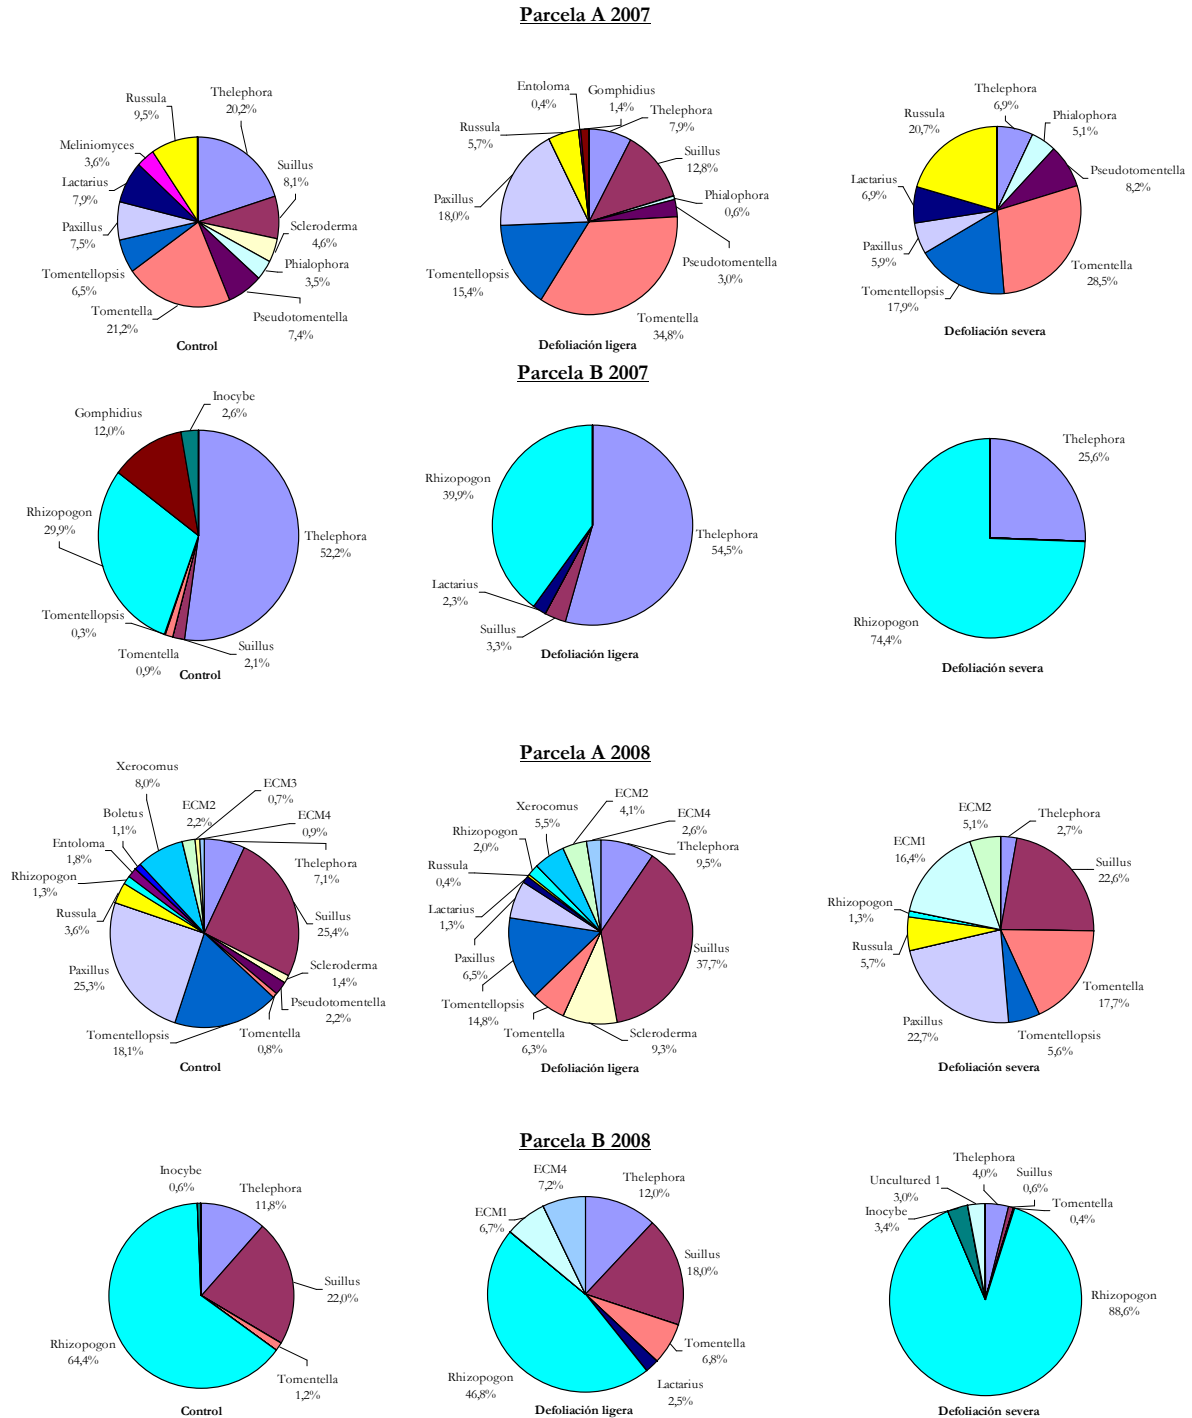 Parcela A 2007
Russula
9,5%
Thelephora
20,2%
Meliniomyces
3,6%
Suillus
8,1%
Lactarius
7,9%
Scleroderma
4,6%
Paxillus
7,5%
Phialophora
3,5%
Tomentellopsis
6,5%
Tomentella
21,2%
Pseudotomentella
7,4%
Control
Entoloma
0,4%
Gomphidius
1,4%
Thelephora
7,9%
Russula
5,7%
Suillus
12,8%
Paxillus
18,0%
Phialophora
0,6%
Pseudotomentella
3,0%
Tomentellopsis
15,4%
Tomentella
34,8%
Defoliación ligera
Thelephora
6,9%
Russula
20,7%
Phialophora
5,1%
Pseudotomentella
8,2%
Lactarius
6,9%
Paxillus
5,9%
Tomentella
28,5%
Tomentellopsis
17,9%
Defoliación severa
Parcela B 2007
Inocybe
2,6%
Gomphidius
12,0%
Rhizopogon
29,9%
Thelephora
52,2%
Tomentellopsis
0,3%
Tomentella
0,9%
Suillus
2,1%
Control
Rhizopogon
39,9%
Thelephora
54,5%
Lactarius
2,3%
Suillus
3,3%
Defoliación ligera
Thelephora
25,6%
Rhizopogon
74,4%
Defoliación severa
Parcela A 2008
Xerocomus
8,0%
ECM3
0,7%
ECM2
2,2%
Boletus
1,1%
ECM4
0,9%
Entoloma
1,8%
Thelephora
7,1%
Rhizopogon
1,3%
Russula
3,6%
Suillus
25,4%
Paxillus
25,3%
Scleroderma
1,4%
Pseudotomentella
2,2%
Tomentellopsis
18,1%
Tomentella
0,8%
Control
ECM2
4,1%
Xerocomus
5,5%
ECM4
2,6%
Rhizopogon
2,0%
Thelephora
9,5%
Russula
0,4%
Lactarius
1,3%
Suillus
37,7%
Paxillus
6,5%
Tomentellopsis
14,8%
Tomentella
6,3%
Scleroderma
9,3%
Defoliación ligera
ECM2
5,1%
Thelephora
2,7%
ECM1
16,4%
Suillus
22,6%
Rhizopogon
1,3%
Russula
5,7%
Tomentella
17,7%
Paxillus
22,7%
Tomentellopsis
5,6%
Defoliación severa
Parcela B 2008
Inocybe
0,6%
Thelephora
11,8%
Suillus
22,0%
Rhizopogon
64,4%
Tomentella
1,2%
Control
ECM4
7,2%
Thelephora
12,0%
ECM1
6,7%
Suillus
18,0%
Tomentella
6,8%
Rhizopogon
46,8%
Lactarius
2,5%
Defoliación ligera
Thelephora
4,0%
Suillus
0,6%
Uncultured 1
3,0%
Tomentella
0,4%
Inocybe
3,4%
Rhizopogon
88,6%
Defoliación severa